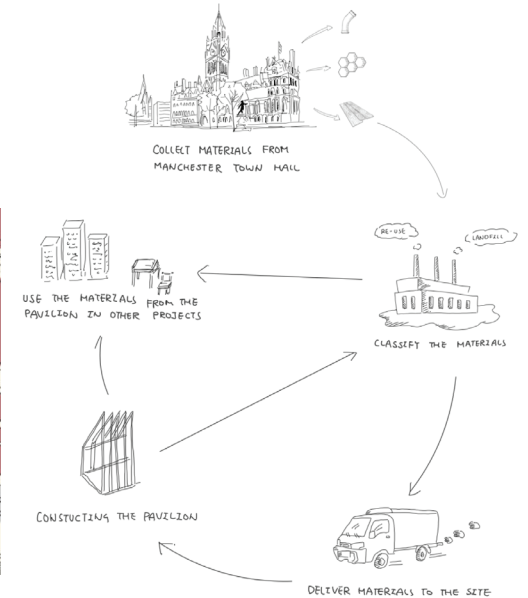 COLLECT MATERIALS FROM
MANCHESTER TOWN HALL
RE-USE
LANDFILL
CLASSIFY THE MATERIALS
USE THE MATERIALS FROM THE
PAVILION IN OTHER PROJECTS
CONSTUCTING THE PAVILION
DELIVER MATERIALS TO THE SITE